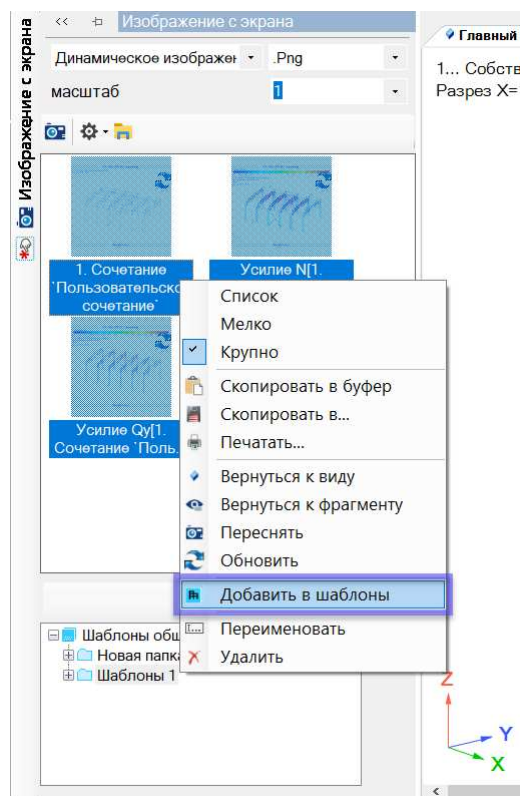 Изображение с экрана
<< Изображение с экрана
Динамическое изображен
.Png
масштаб
1
1. Сочетание
`Пользовательско
сочетание`
Усилие N[1.
Усилие Qy[1.
Сочетание `Поль...
Список
Мелко
Крупно
Скопировать в буфер
Скопировать в...
Печатать...
Вернуться к виду
Вернуться к фрагменту
Переснять
Обновить
Добавить в шаблоны
Переименовать
Удалить
Шаблоны общ
Новая папка
Шаблоны 1
Главный
1... Собств
Разрез X=
Z
Y
X
<